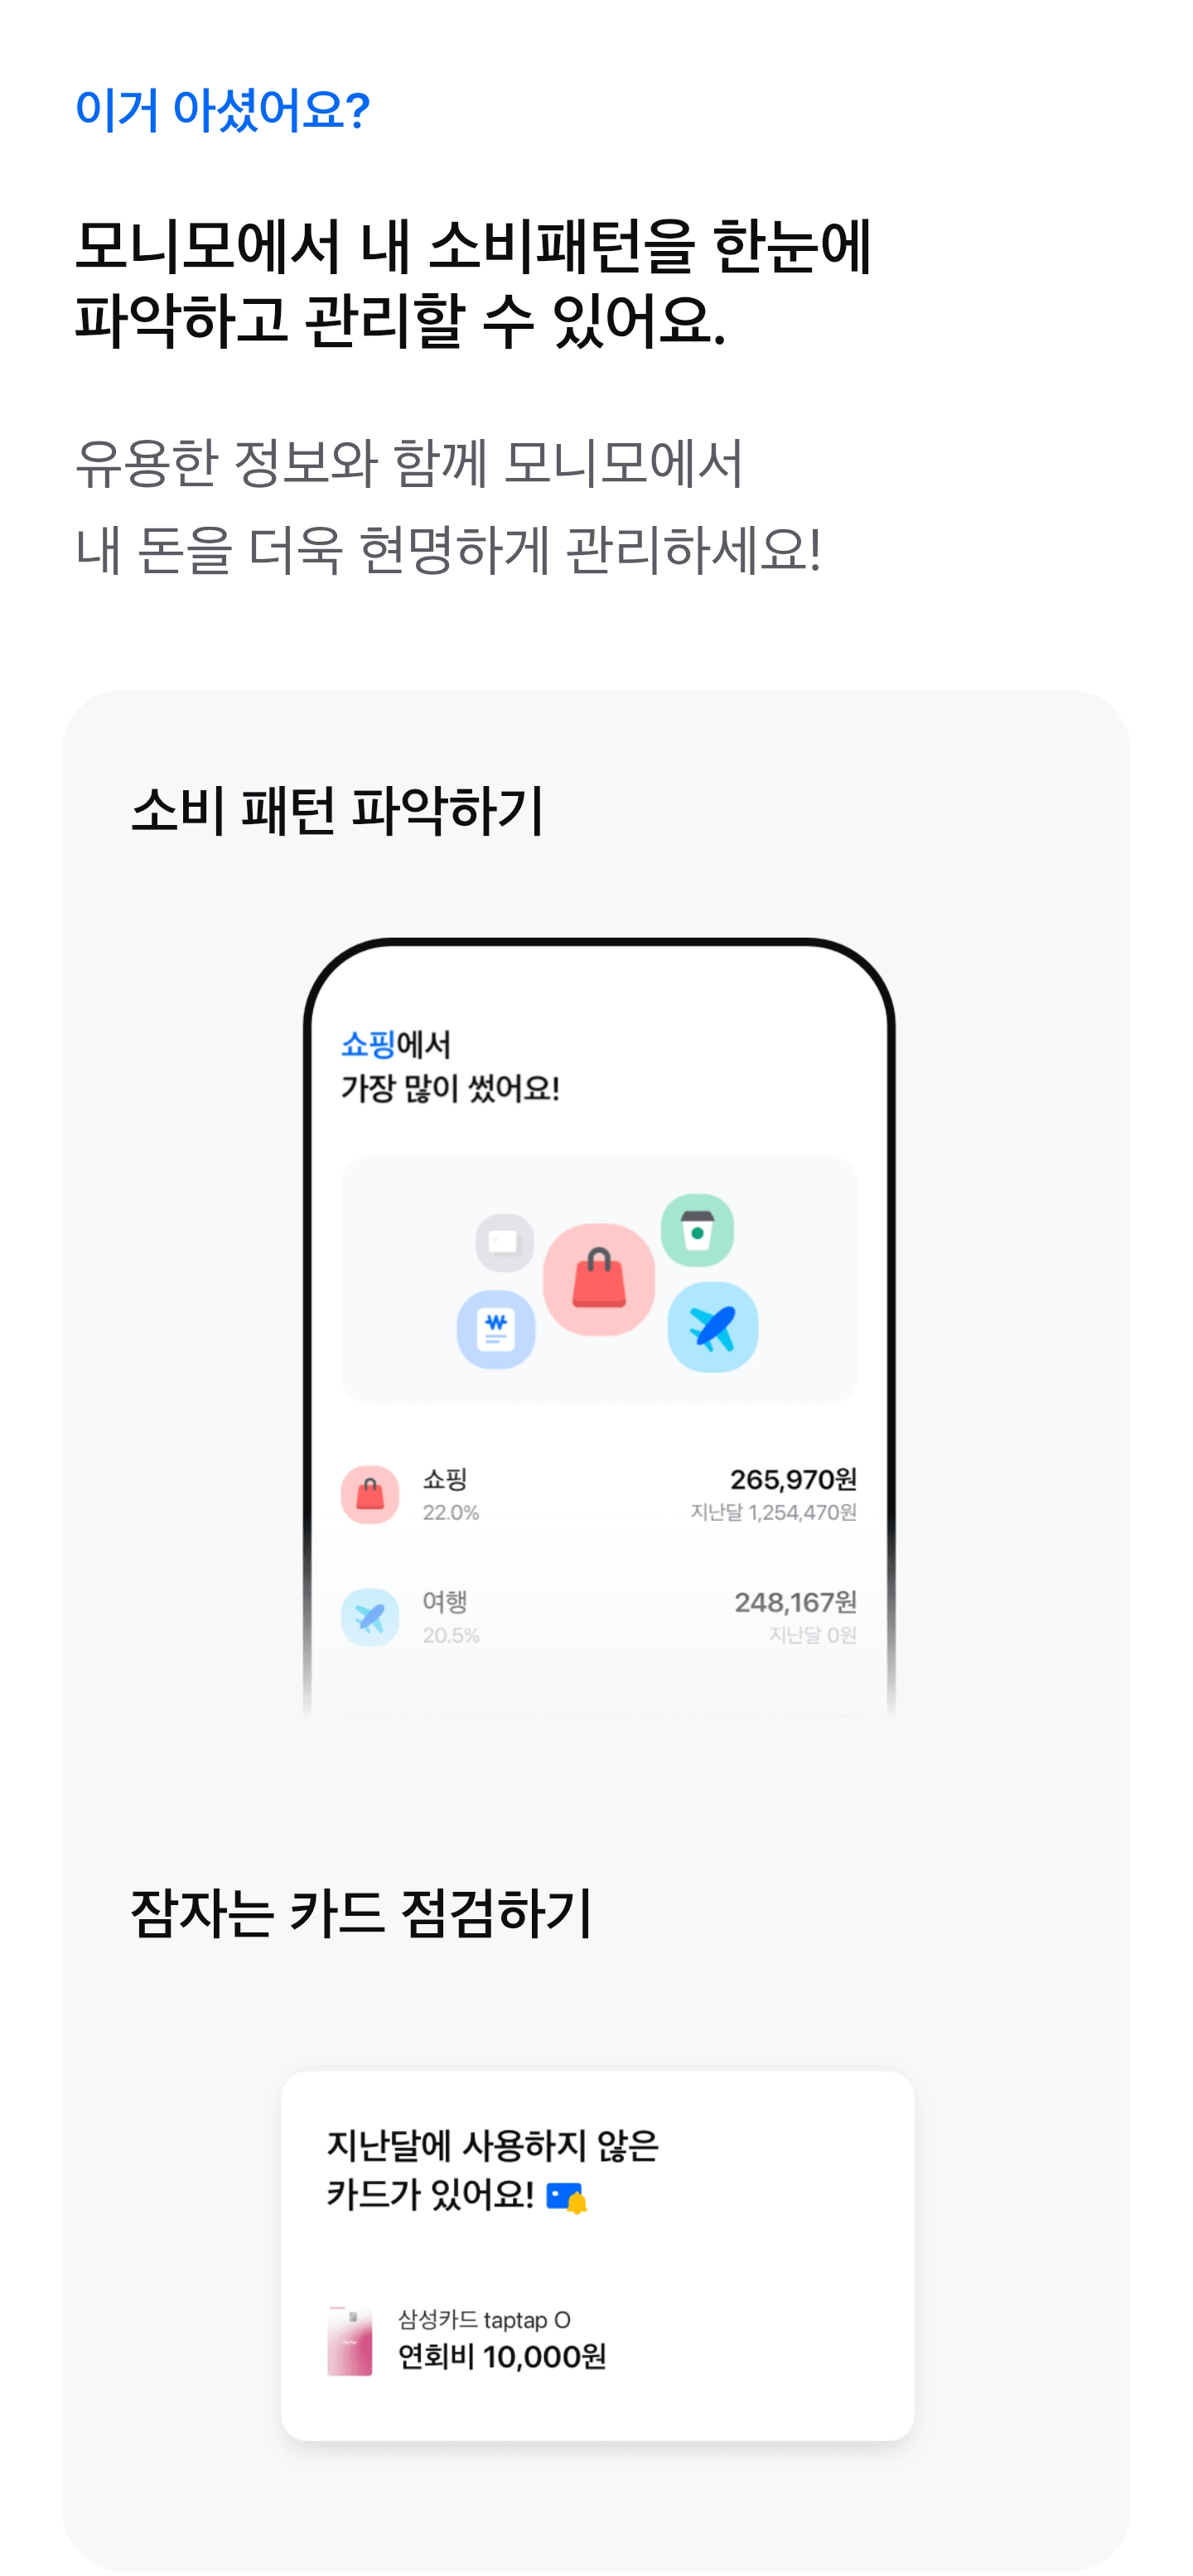 이거 아셨어요?
모니모에서 내 소비패턴을 한눈에
파악하고 관리할 수 있어요.
유용한 정보와 함께 모니모에서
내 돈을 더욱 현명하게 관리하세요!
소비 패턴 파악하기
쇼핑에서
가장 많이 썼어요!
쇼핑 265,970원
22.0% 지난달 1,254,470원
여행 248,167원
20.5% 지난달 0원
잠자는 카드 점검하기
지난달에 사용하지 않은
카드가 있어요!
삼성카드 taptap O
연회비 10,000원